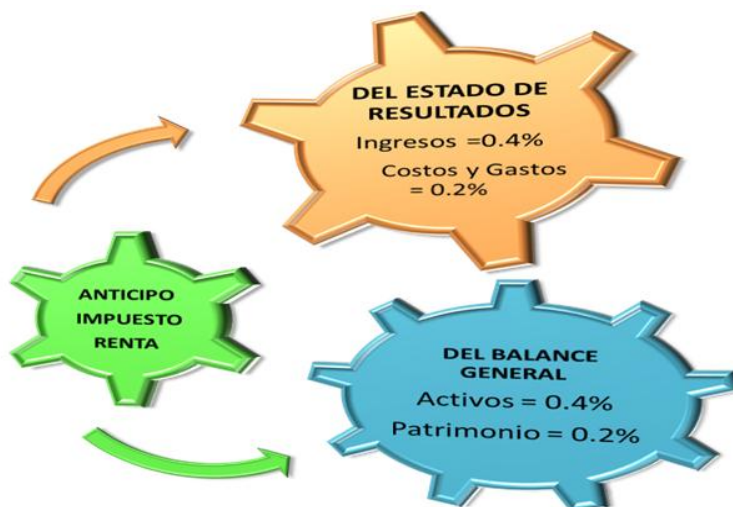 DEL ESTADO DE
RESULTADOS
Ingresos =0.4%
Costos y Gastos
= 0.2%
ANTICIPO
IMPUESTO
RENTA
DEL BALANCE
GENERAL
Activos = 0.4%
Patrimonio = 0.2%